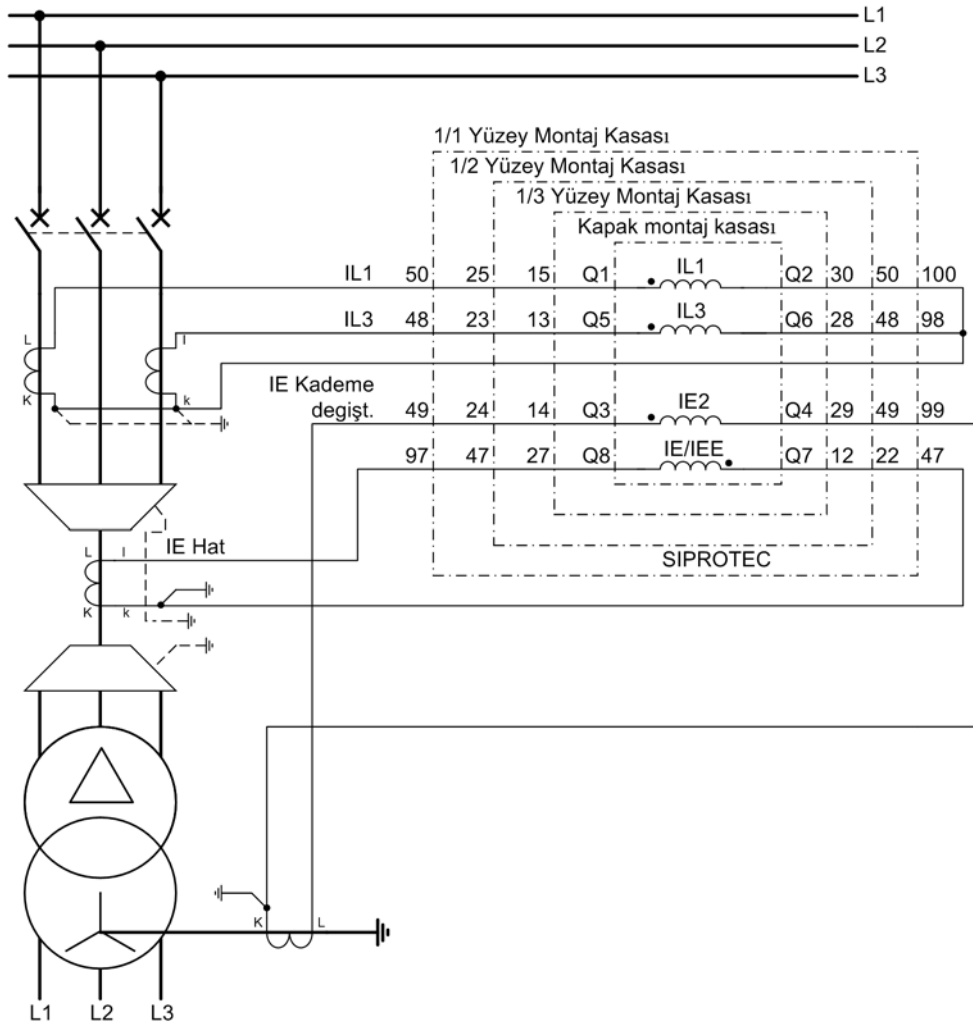 L1
L2
L3
1/1 Yüzey Montaj Kasası
1/2 Yüzey Montaj Kasası
1/3 Yüzey Montaj Kasası
Kapak montaj kasası
IL1 50 25 15 Q1 IL1 Q2 30 50 100
IL3 48 23 13 Q5 IL3 Q6 28 48 98
L l
K k
IE Kademe
değişt. 49 24 14 Q3 IE2 Q4 29 49 99
97 47 27 Q8 IE/IEE Q7 12 22 47
IE Hat
L l
SIPROTEC
K k
K L
L1 L2 L3